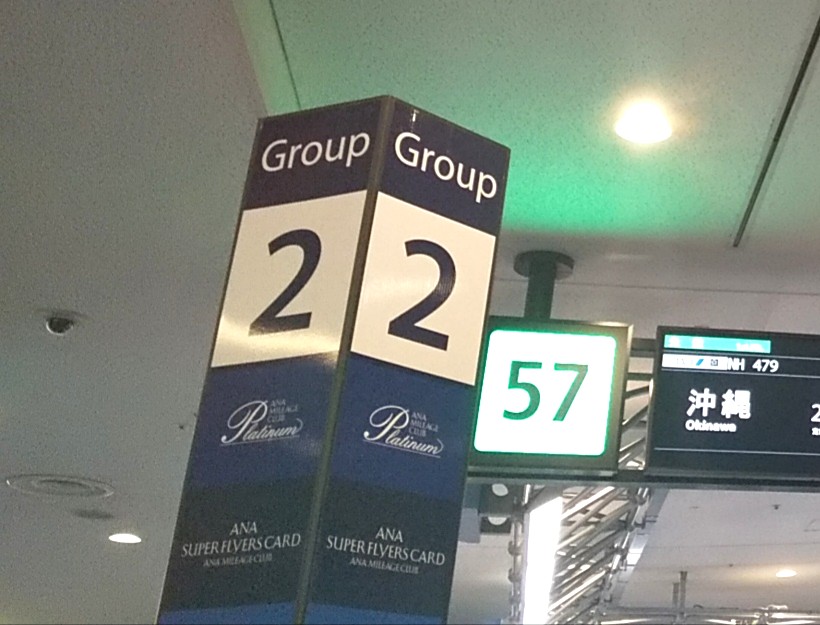 Group
2
ANA
MILEAGE
CLUB
Platinum
ANA
SUPER FLYERS CARD
ANA MILEAGE CLUB
Group
2
ANA
MILEAGE
CLUB
Platinum
ANA
SUPER FLYERS CARD
ANA MILEAGE CLUB
57
NH 479
沖縄
Okinawa
2